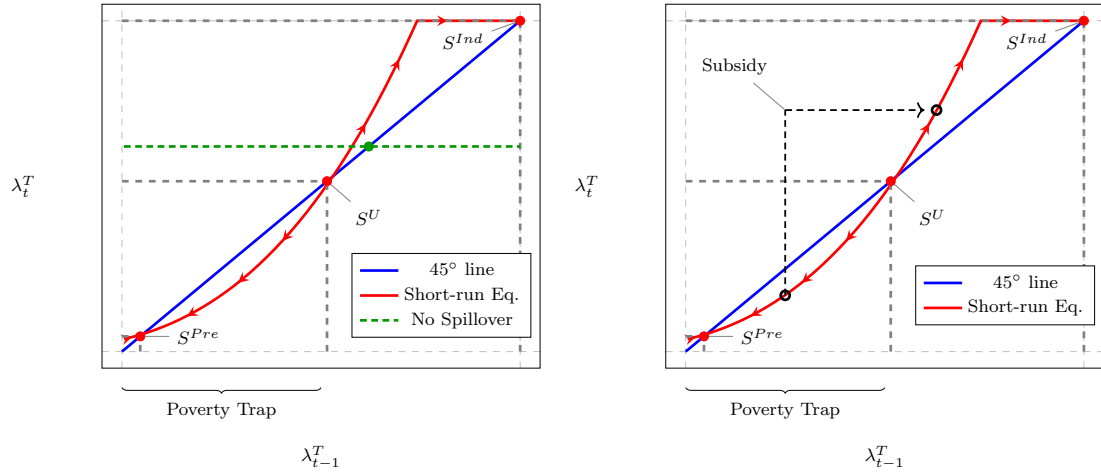 S^{Ind}
λ_t^T
S^U
45° line
Short-run Eq.
No Spillover
S^{Pre}
Poverty Trap
λ_{t-1}^T
S^{Ind}
Subsidy
λ_t^T
S^U
45° line
Short-run Eq.
S^{Pre}
Poverty Trap
λ_{t-1}^T